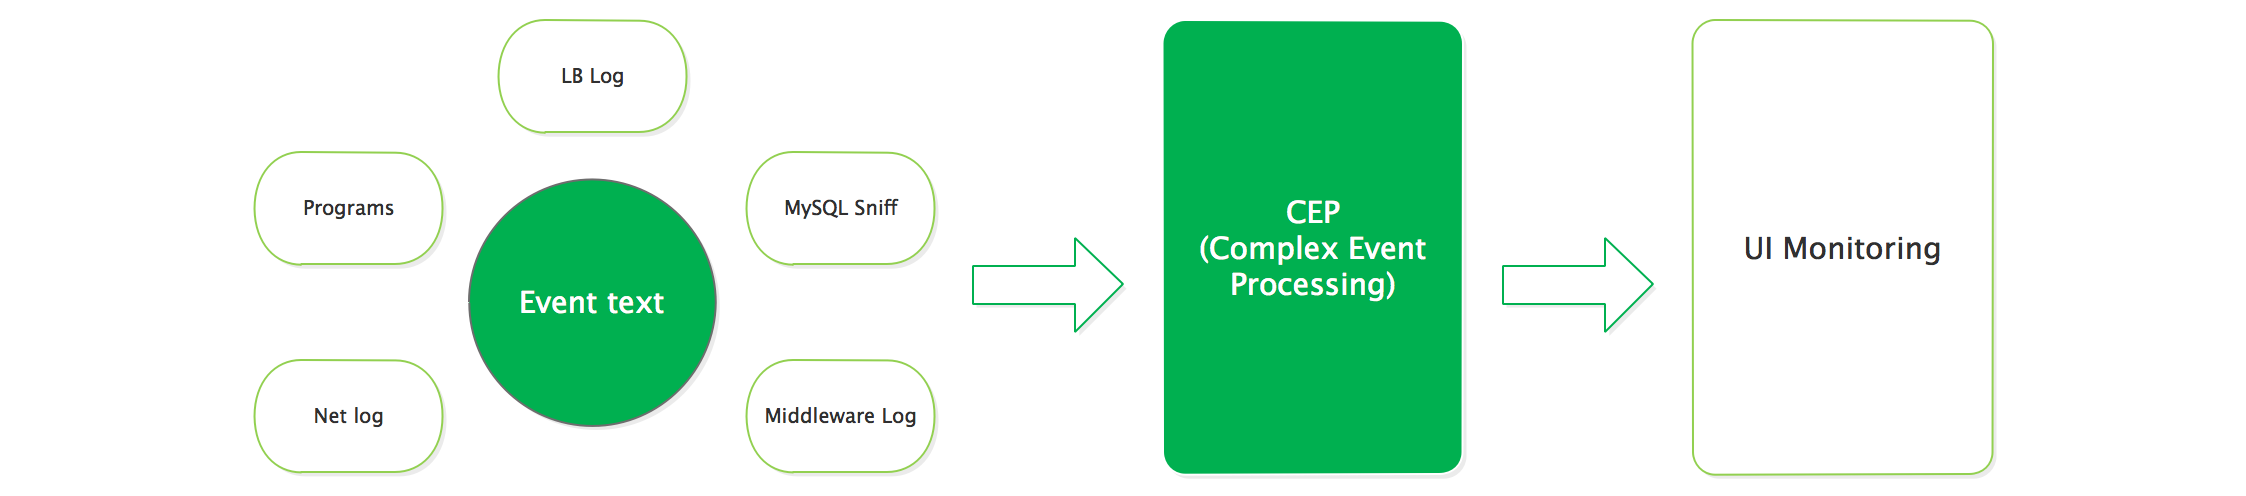 LB Log
Programs
MySQL Sniff
Event text
Net log
Middleware Log
CEP
(Complex Event
Processing)
UI Monitoring